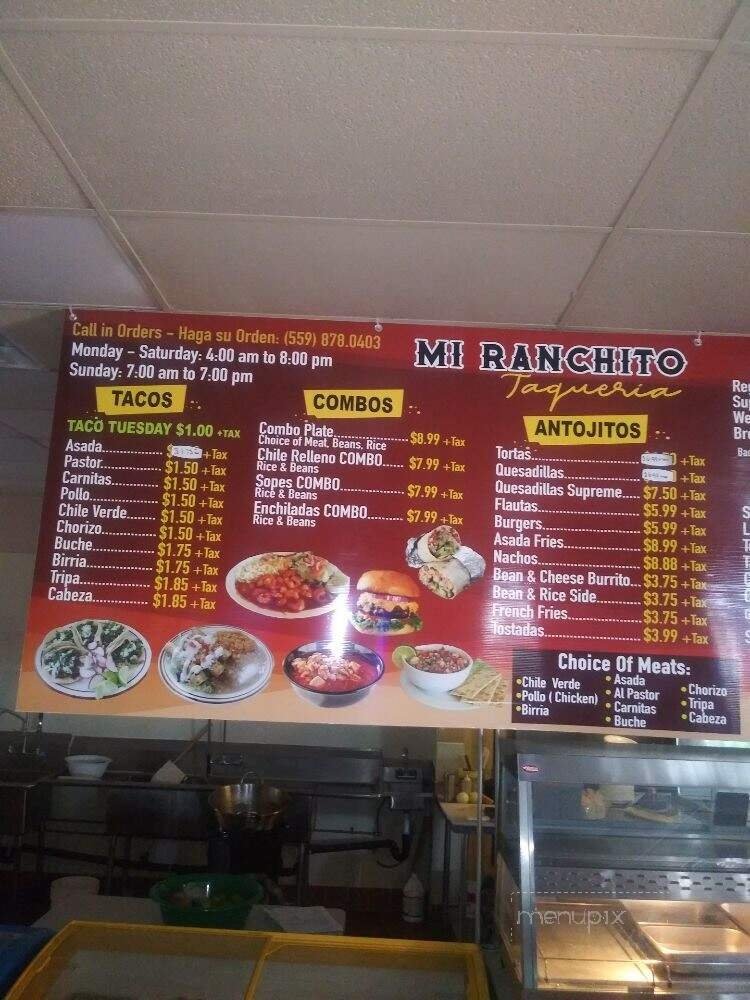 Call in Orders - Haga su Orden: (559) 878.0403
Monday - Saturday: 4:00 am to 8:00 pm
Sunday: 7:00 am to 7:00 pm
MI RANCHITO
Taqueria
TACOS
TACO TUESDAY $1.00 +TAX
Asada............ +Tax
Pastor............ $1.50 +Tax
Carnitas.......... $1.50 +Tax
Pollo............... $1.50 +Tax
Chile Verde...... $1.50 +Tax
Chorizo........... $1.50 +Tax
Buche.............. $1.75 +Tax
Birria.............. $1.75 +Tax
Tripa............... $1.85 +Tax
Cabeza............ $1.85 +Tax
COMBOS
Combo Plate................ $8.99 +Tax
Choice of Meat, Beans, Rice
Chile Relleno COMBO..... $7.99 +Tax
Rice & Beans
Sopes COMBO............... $7.99 +Tax
Rice & Beans
Enchiladas COMBO........ $7.99 +Tax
Rice & Beans
ANTOJITOS
Tortas........................ +Tax
Quesadillas................. +Tax
Quesadillas Supreme.... $7.50 +Tax
Flautas...................... $5.99 +Tax
Burgers..................... $5.99 +Tax
Asada Fries................ $8.99 +Tax
Nachos...................... $8.88 +Tax
Bean & Cheese Burrito... $3.75 +Tax
Bean & Rice Side.......... $3.75 +Tax
French Fries................ $3.75 +Tax
Tostadas.................... $3.99 +Tax
Choice Of Meats:
•Chile Verde
•Pollo (Chicken)
•Birria
•Asada
•Al Pastor
•Carnitas
•Buche
•Chorizo
•Tripa
•Cabeza
menupix